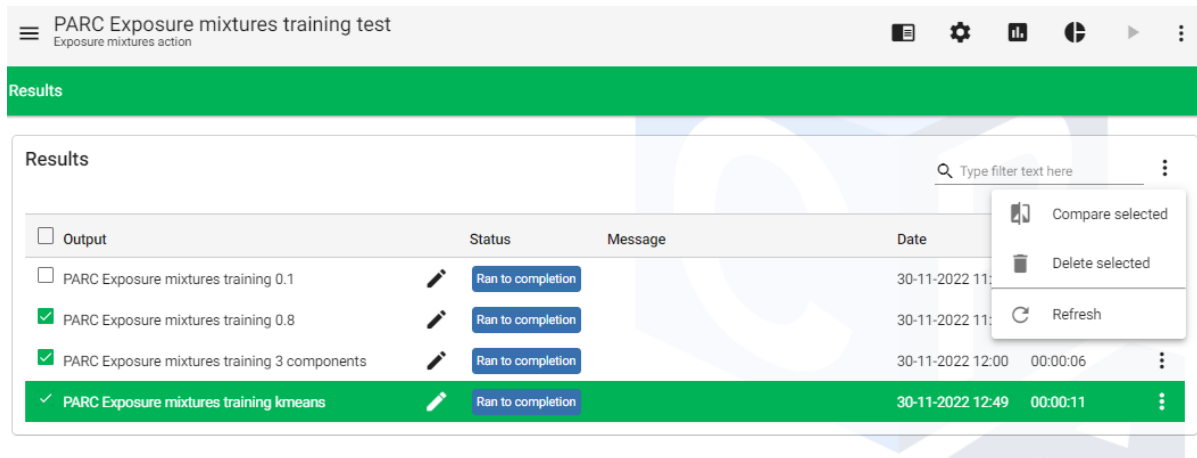 PARC Exposure mixtures training test
Exposure mixtures action
Results
Results
Type filter text here
Compare selected
Delete selected
Refresh
Output Status Message Date
PARC Exposure mixtures training 0.1 Ran to completion 30-11-2022 11:
PARC Exposure mixtures training 0.8 Ran to completion 30-11-2022 11:
PARC Exposure mixtures training 3 components Ran to completion 30-11-2022 12:00 00:00:06
PARC Exposure mixtures training kmeans Ran to completion 30-11-2022 12:49 00:00:11